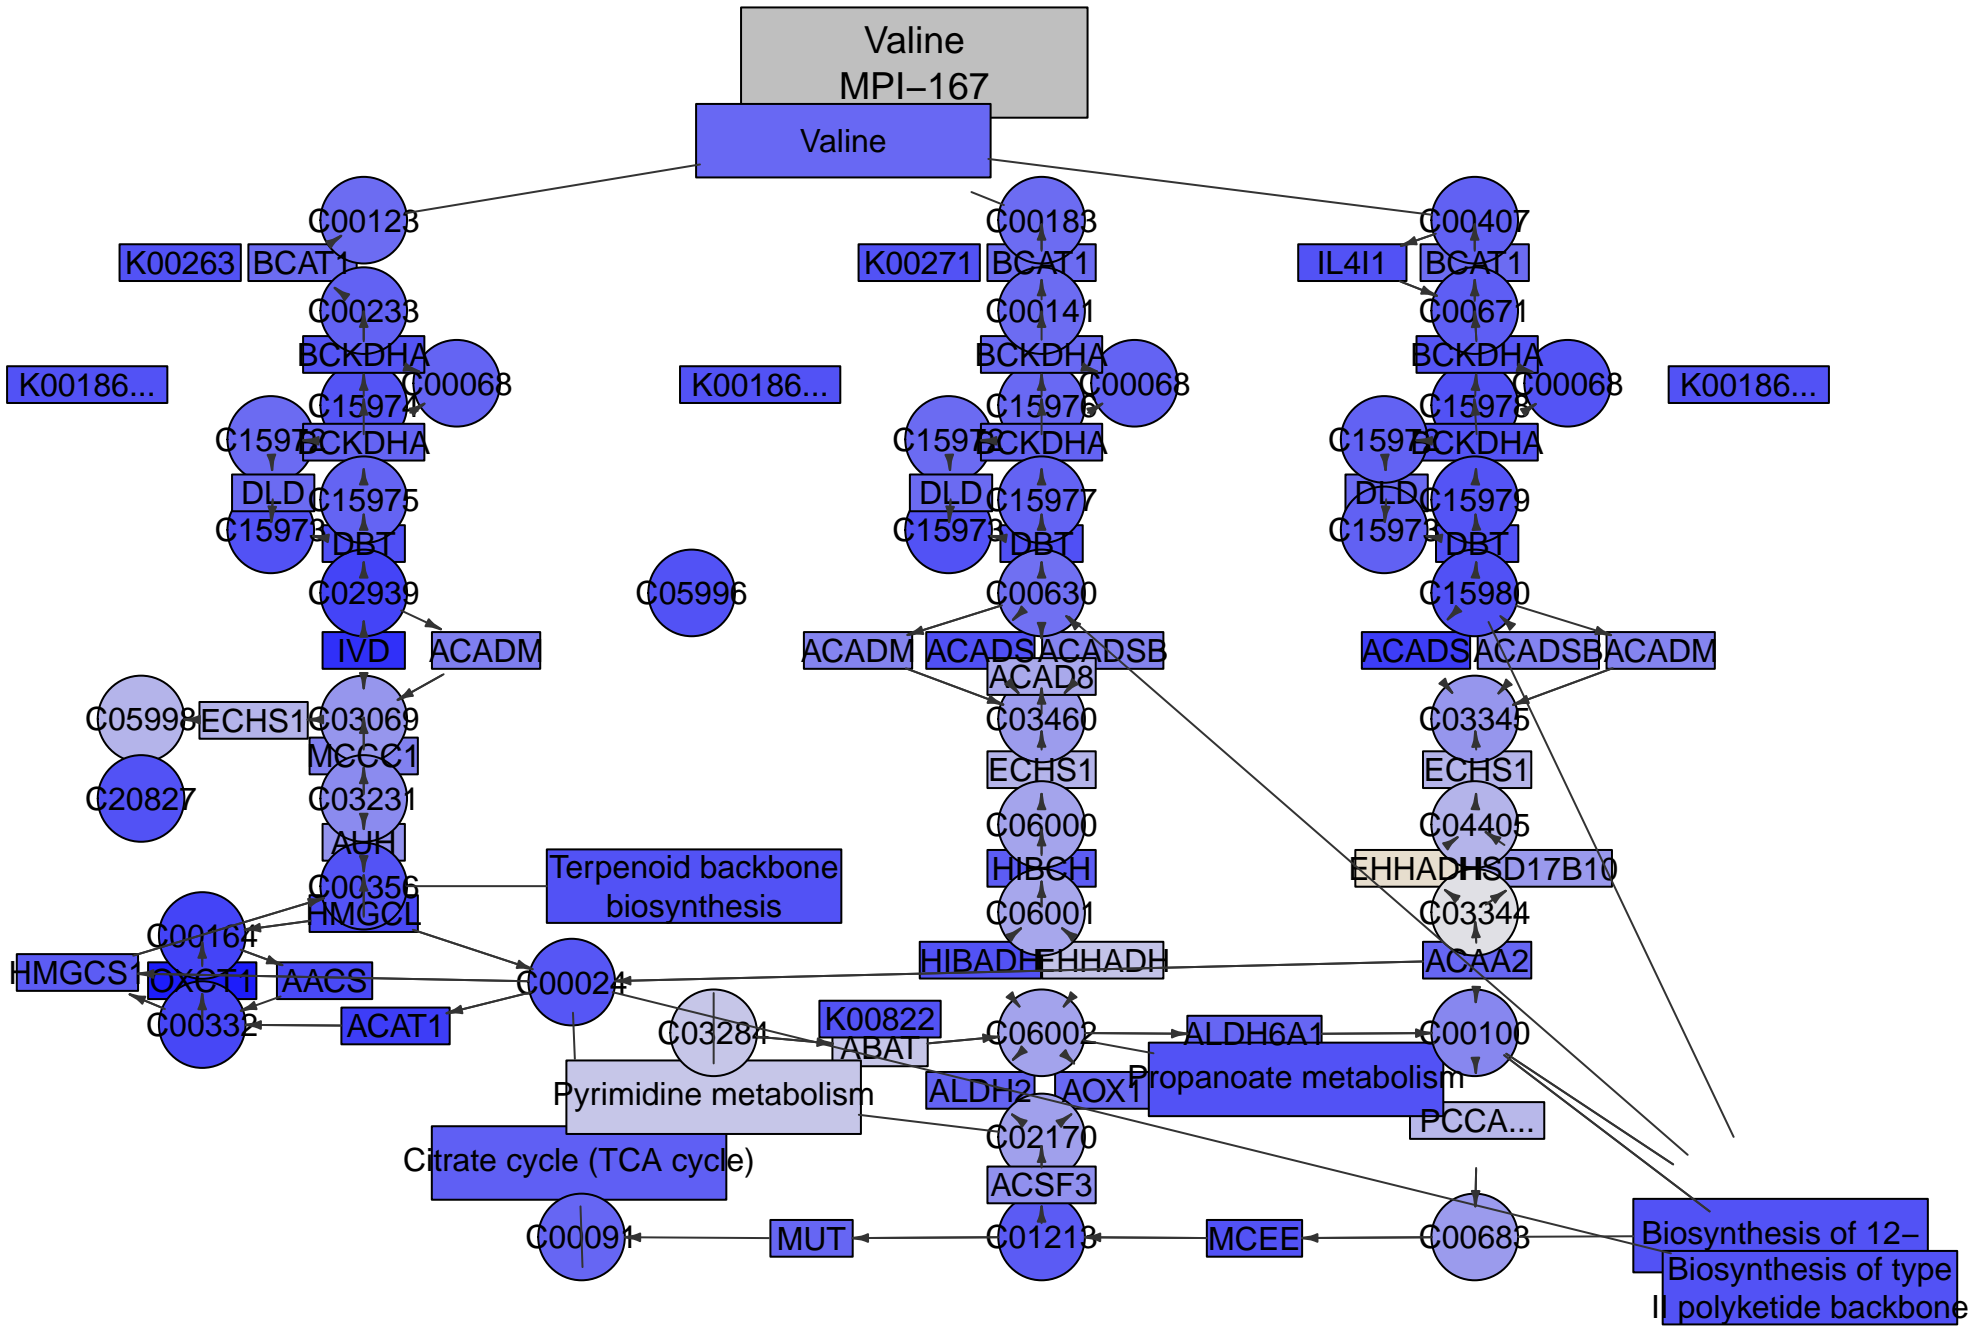 Valine
MPI−167
Valine
C00123
C00183
C00407
K00263
BCAT1
K00271
BCAT1
IL4I1
BCAT1
C00233
C00141
C00671
BCKDHA
BCKDHA
BCKDHA
K00186...
C15974
C00068
K00186...
C15976
C00068
C15978
C00068
K00186...
C15972
BCKDHA
C15972
BCKDHA
C15972
BCKDHA
DLD
C15975
DLD
C15977
DLD
C15979
C15973
DBT
C15973
DBT
C15973
DBT
C02939
C05996
C00630
C15980
IVD
ACADM
ACADM
ACADS
ACADSB
ACADS
ACADSB
ACADM
ACAD8
C05998
ECHS1
C03069
C03460
C03345
MCCC1
ECHS1
ECHS1
C20827
C03231
C06000
C04405
AUH
HIBCH
EHHADH
HSD17B10
C00356
Terpenoid backbone
biosynthesis
HMGCL
C06001
C03344
C00164
HMGCS1
OXCT1
AACS
C00024
HIBADH
EHHADH
ACAA2
C00332
ACAT1
C03284
K00822
ABAT
C06002
ALDH6A1
C00100
Pyrimidine metabolism
ALDH2
AOX1
Propanoate metabolism
PCCA...
C02170
Citrate cycle (TCA cycle)
ACSF3
C00091
MUT
C01213
MCEE
C00683
Biosynthesis of 12−
Biosynthesis of type
II polyketide backbone